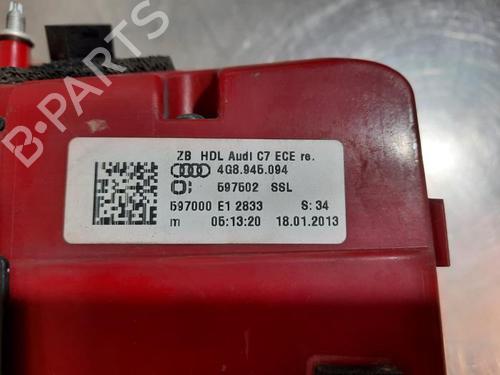 ZB HDL Audi C7 ECE re.
4G8.945.094
597502 SSL
597000 E1 2833 S: 34
m 05:13:20 18.01.2013
B-PARTS